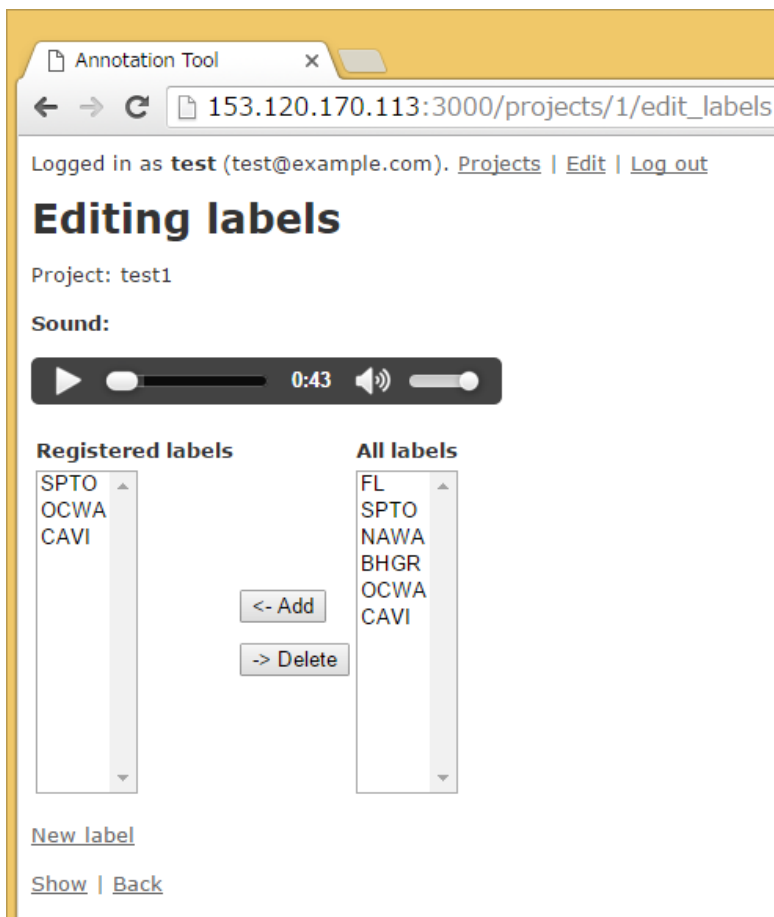 Annotation Tool
153.120.170.113:3000/projects/1/edit_labels
Logged in as test (test@example.com). Projects | Edit | Log out
Editing labels
Project: test1
Sound:
0:43
Registered labels
SPTO
OCWA
CAVI
<- Add
-> Delete
All labels
FL
SPTO
NAWA
BHGR
OCWA
CAVI
New label
Show | Back